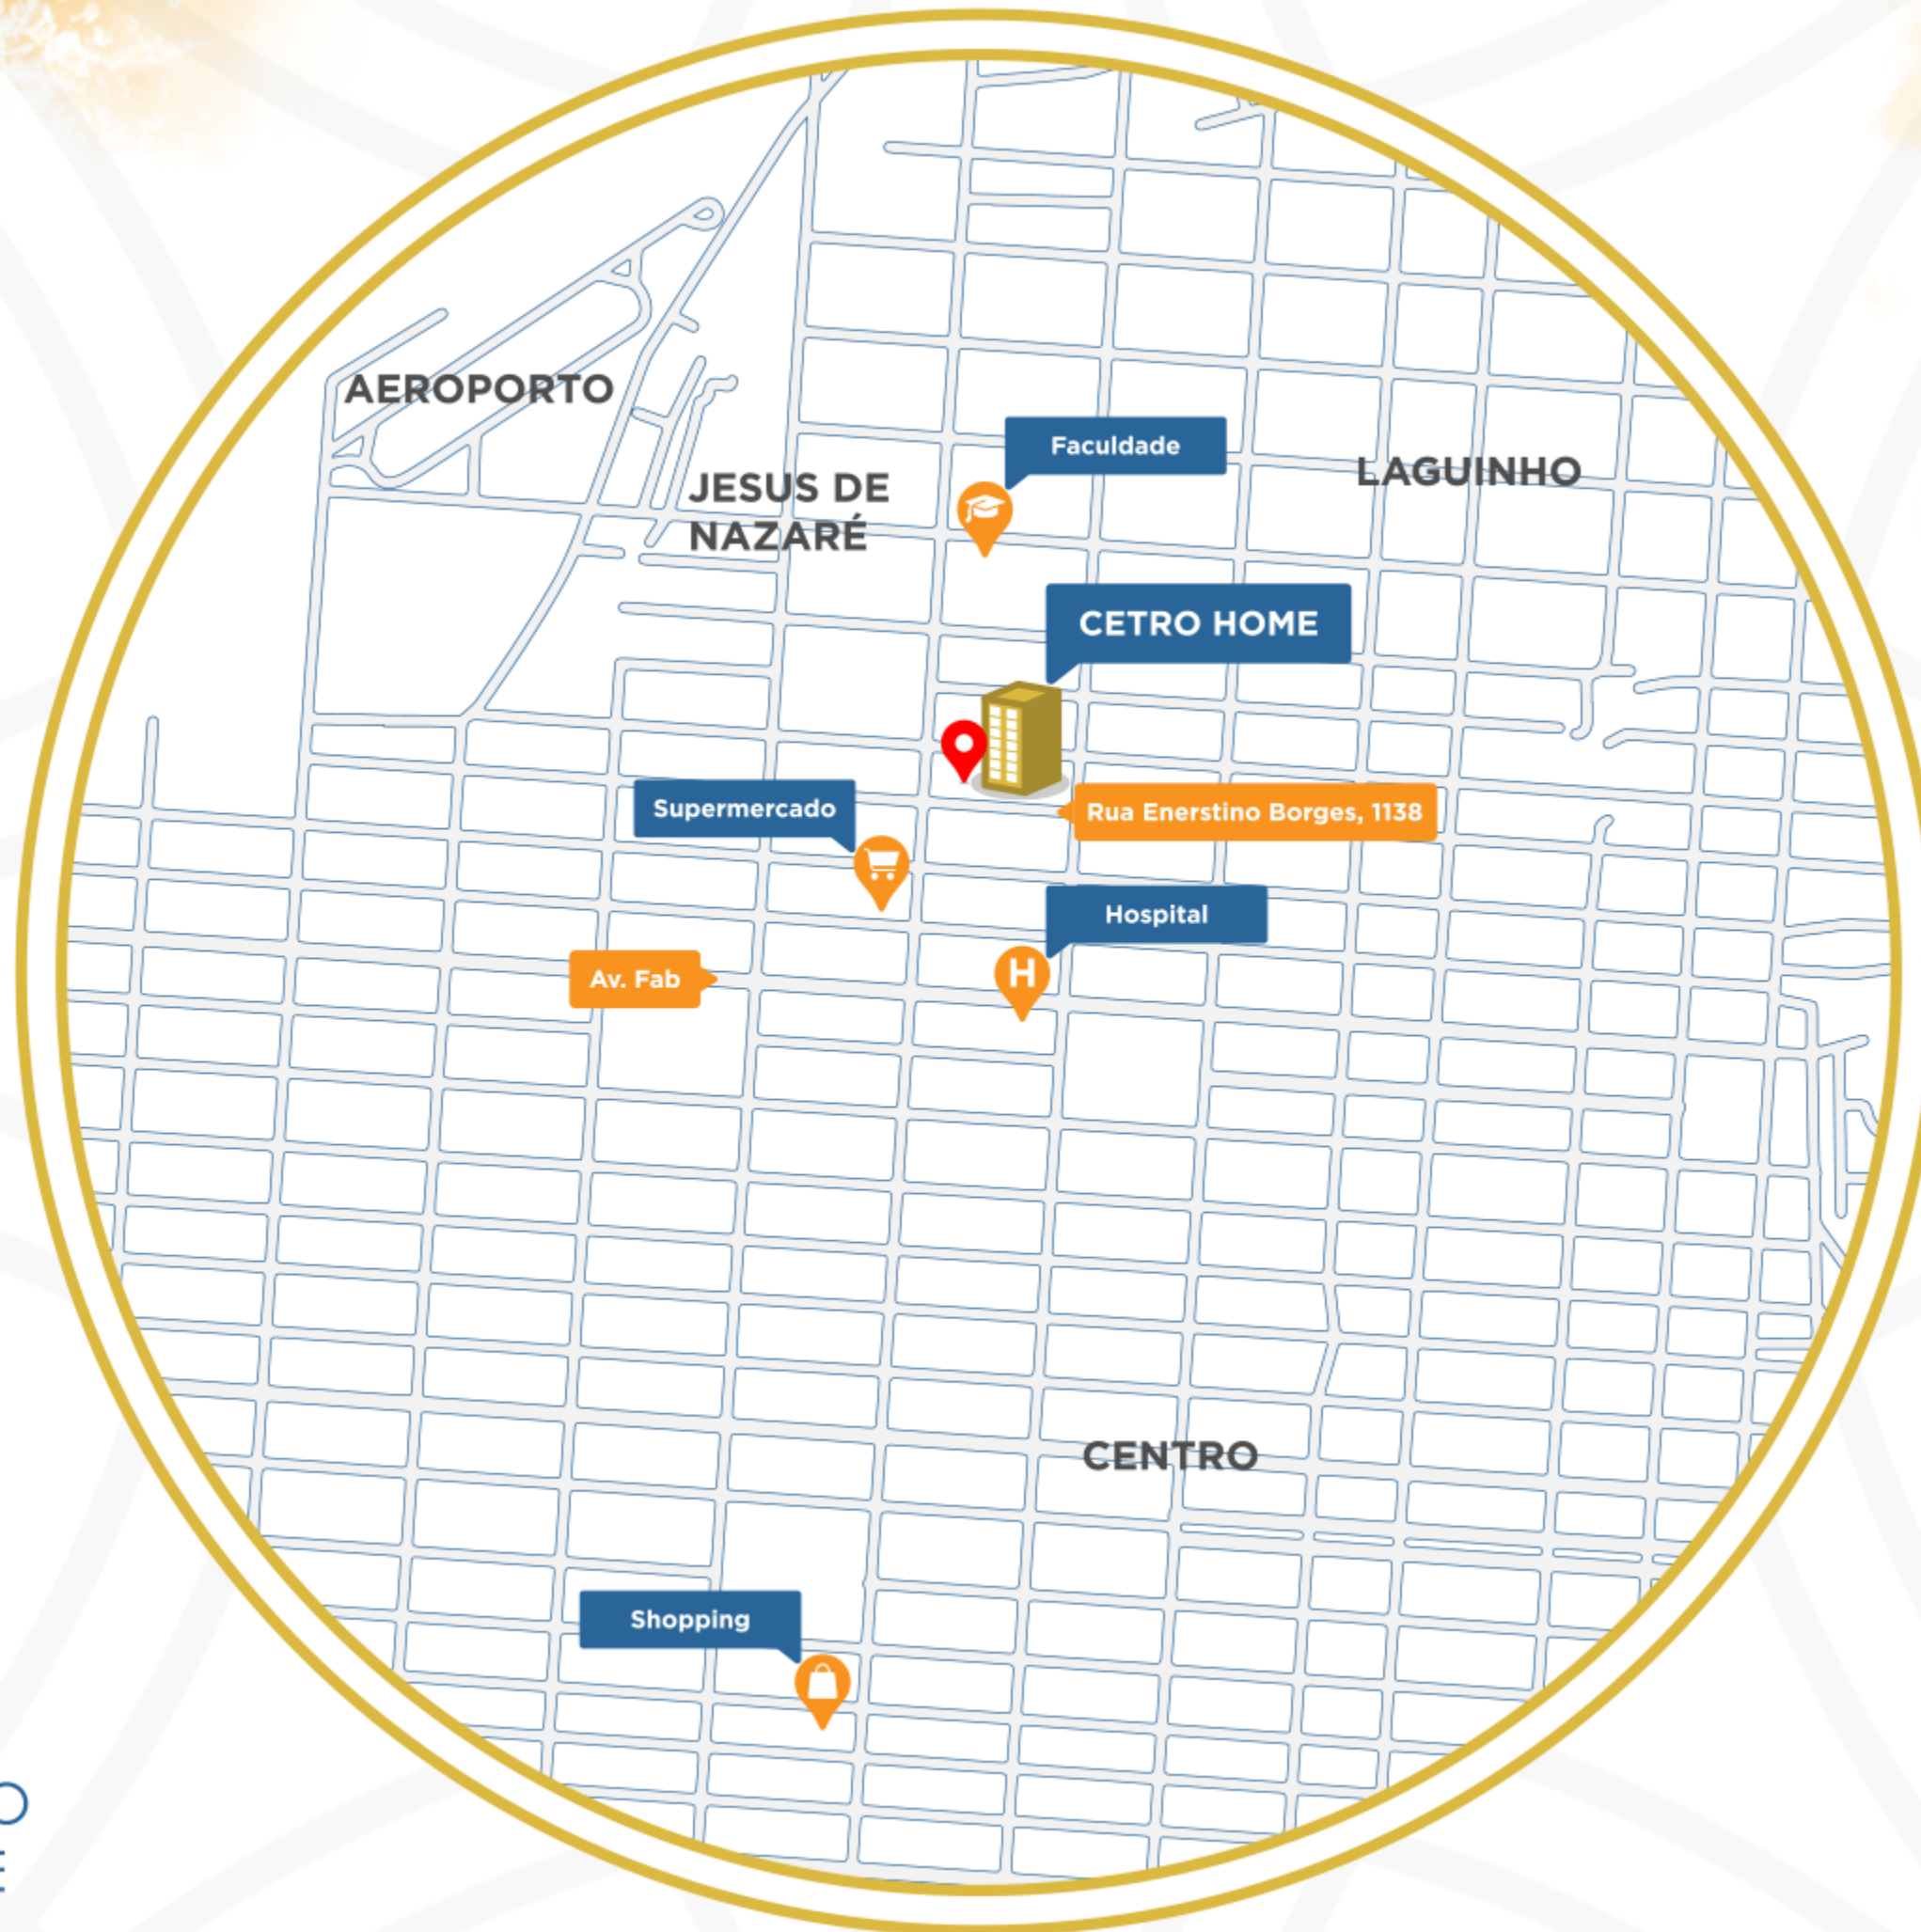 AEROPORTO
Faculdade
LAGUINHO
JESUS DE
NAZARÉ
CETRO HOME
Supermercado
Rua Enerstino Borges, 1138
Hospital
H
Av. Fab
CENTRO
Shopping
O
E